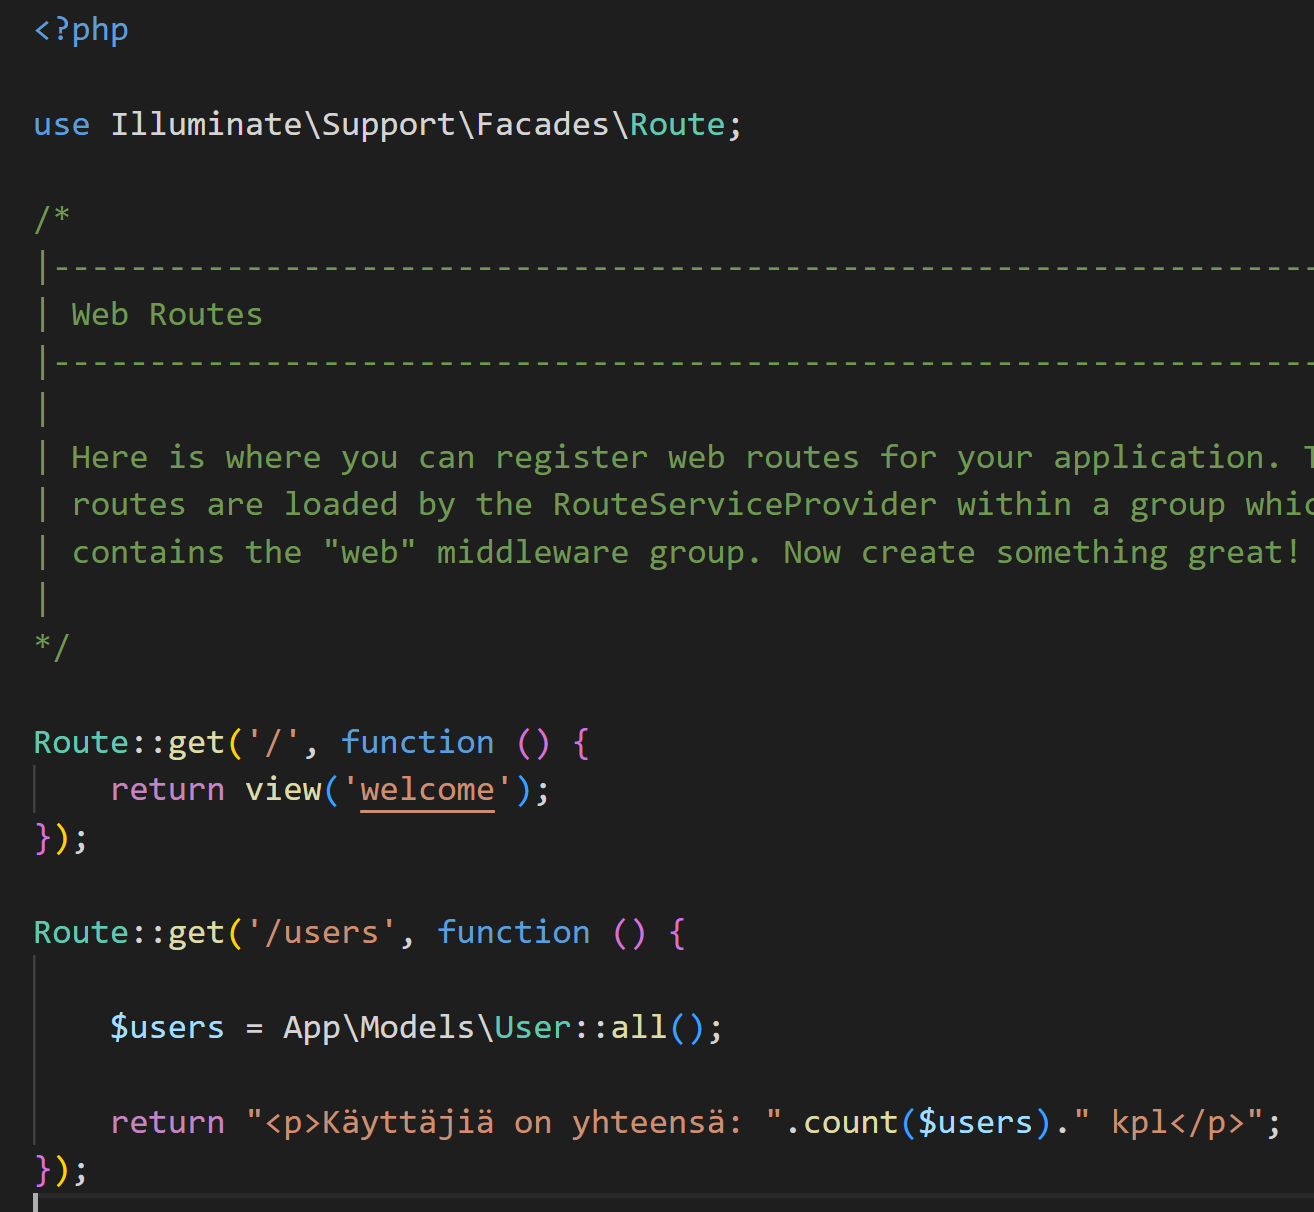 <?php
use Illuminate\Support\Facades\Route;
/*
|------------------------------------------------------------------
| Web Routes
|------------------------------------------------------------------
|
| Here is where you can register web routes for your application.
| routes are loaded by the RouteServiceProvider within a group
| contains the "web" middleware group. Now create something great!
|
*/
Route::get('/', function () {
    return view('welcome');
});
Route::get('/users', function () {
    $users = App\Models\User::all();
    return "<p>Käyttäjiä on yhteensä: ".count($users)." kpl</p>";
});